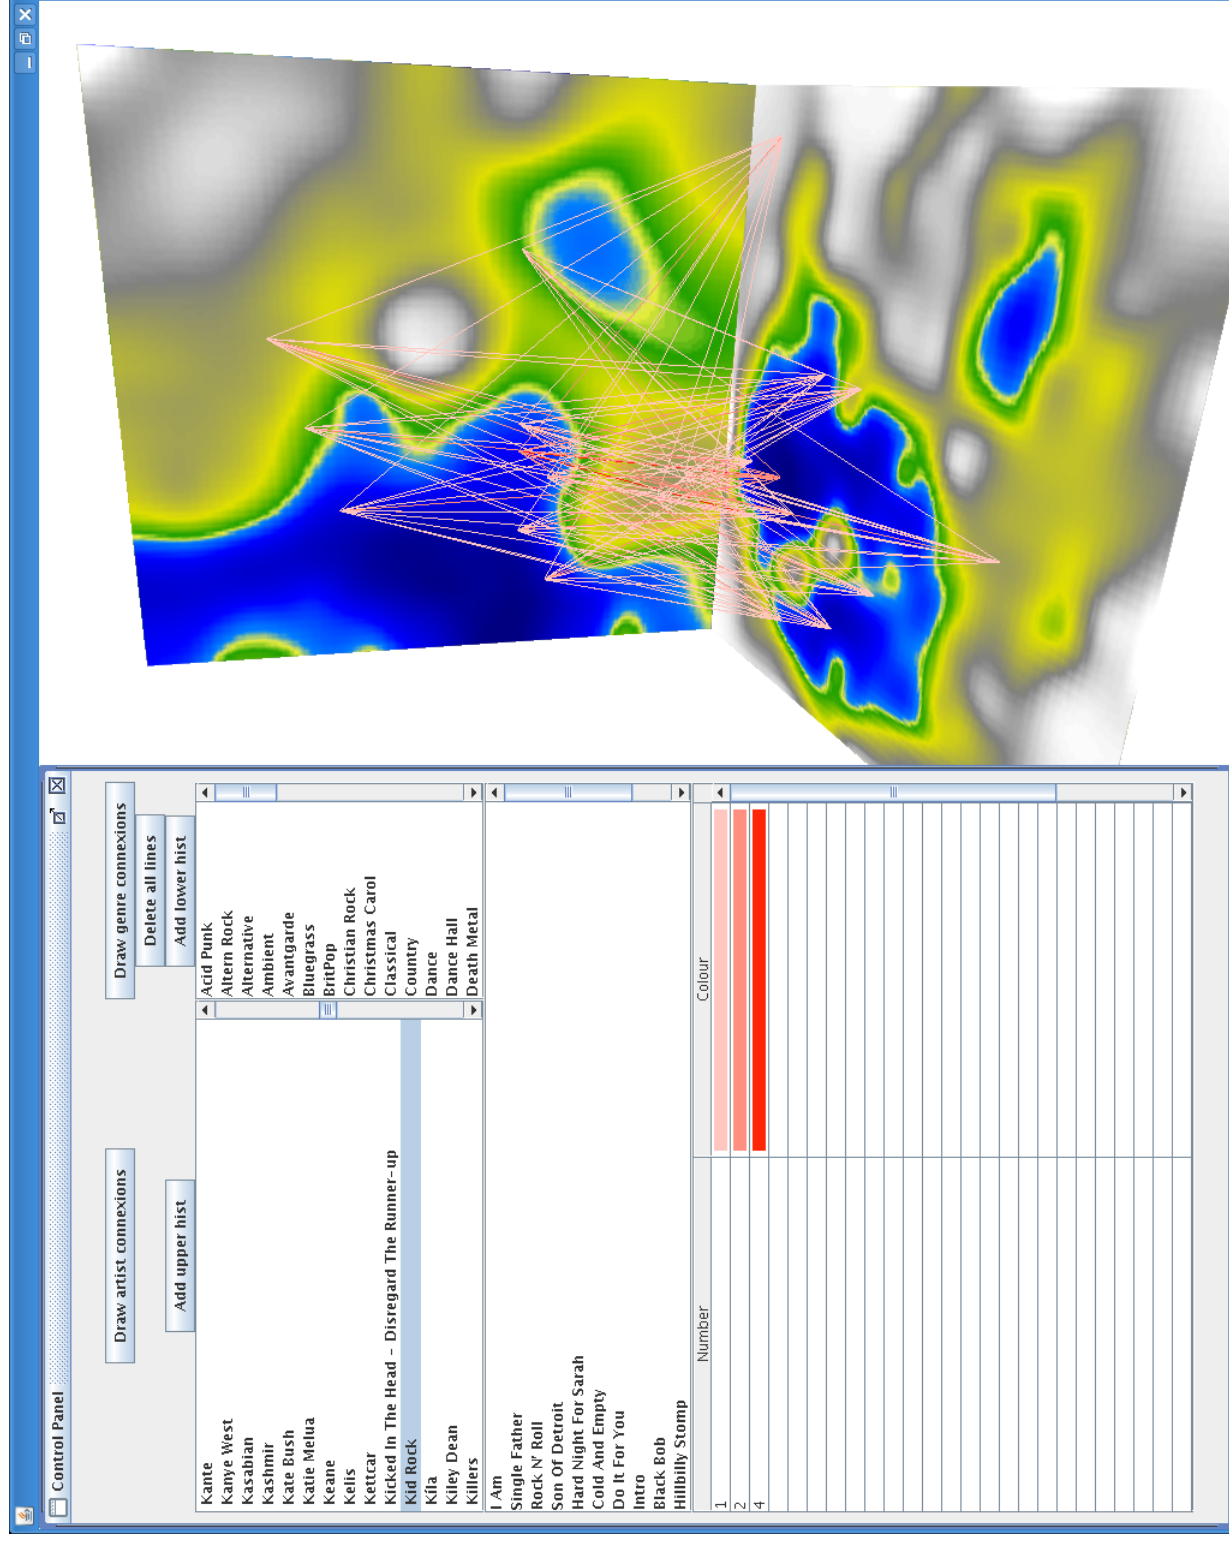 Control Panel
Draw artist connexions
Draw genre connexions
Delete all lines
Add upper hist
Add lower hist
Kante
Kanye West
Kasabian
Kashmir
Kate Bush
Katie Melua
Keane
Kelis
Kettcar
Kicked In The Head - Disregard The Runner-up
Kid Rock
Kíla
Kiley Dean
Killers
Acid Punk
Altern Rock
Alternative
Ambient
Avantgarde
Bluegrass
BritPop
Christian Rock
Christmas Carol
Classical
Country
Dance
Dance Hall
Death Metal
I Am
Single Father
Rock N' Roll
Son Of Detroit
Hard Night For Sarah
Cold And Empty
Do It For You
Intro
Black Bob
Hillbilly Stomp
Number
Colour
1
2
4